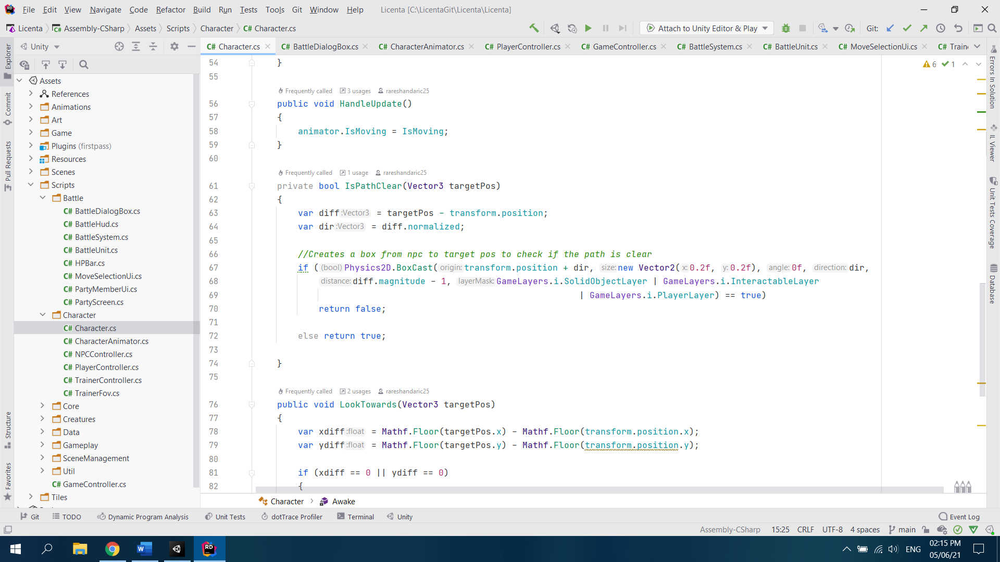 File Edit View Navigate Code Refactor Build Run Tests Tools Git Window Help Licenta [C:\LicentaGit\Licenta\Licenta]
Licenta Assembly-CSharp Assets Scripts Character C# Character.cs Attach to Unity Editor & Play Git:
Unity
C# Character.cs C# BattleDialogBox.cs C# CharacterAnimator.cs C# PlayerController.cs C# GameController.cs C# BattleSystem.cs C# BattleUnit.cs C# MoveSelectionUi.cs C# Traine
Explorer
Commit
Pull Requests
Structure
Favorites
Assets
References
Animations
Art
Game
Plugins (firstpass)
Resources
Scenes
Scripts
Battle
C# BattleDialogBox.cs
C# BattleHud.cs
C# BattleSystem.cs
C# BattleUnit.cs
C# HPBar.cs
C# MoveSelectionUi.cs
C# PartyMemberUi.cs
C# PartyScreen.cs
Character
C# Character.cs
C# CharacterAnimator.cs
C# NPCController.cs
C# PlayerController.cs
C# TrainerController.cs
C# TrainerFov.cs
Core
Creatures
Data
Gameplay
SceneManagement
Util
C# GameController.cs
Tiles
6 1
54 }
55
Frequently called 3 usages rareshandaric25
56 public void HandleUpdate()
57 {
58 animator.IsMoving = IsMoving;
59 }
60
Frequently called 1 usage rareshandaric25
61 private bool IsPathClear(Vector3 targetPos)
62 {
63 var diff :Vector3 = targetPos - transform.position;
64 var dir :Vector3 = diff.normalized;
65
66 //Creates a box from npc to target pos to check if the path is clear
67 if ( (bool) Physics2D.BoxCast( origin: transform.position + dir, size: new Vector2( x: 0.2f, y: 0.2f), angle: 0f, direction: dir,
68 distance: diff.magnitude - 1, layerMask: GameLayers.i.SolidObjectLayer | GameLayers.i.InteractableLayer
69 | GameLayers.i.PlayerLayer) == true)
70 return false;
71
72 else return true;
73
74 }
75
Frequently called 2 usages rareshandaric25
76 public void LookTowards(Vector3 targetPos)
77 {
78 var xdiff :float = Mathf.Floor(targetPos.x) - Mathf.Floor(transform.position.x);
79 var ydiff :float = Mathf.Floor(targetPos.y) - Mathf.Floor(transform.position.y);
80
81 if (xdiff == 0 || ydiff == 0)
82 {
Errors In Solution
IL Viewer
Unit Tests Coverage
Database
Character Awake
Git TODO Dynamic Program Analysis Unit Tests dotTrace Profiler Terminal Unity Event Log
Assembly-CSharp 15:25 CRLF UTF-8 4 spaces main
ENG 02:15 PM
05/06/21